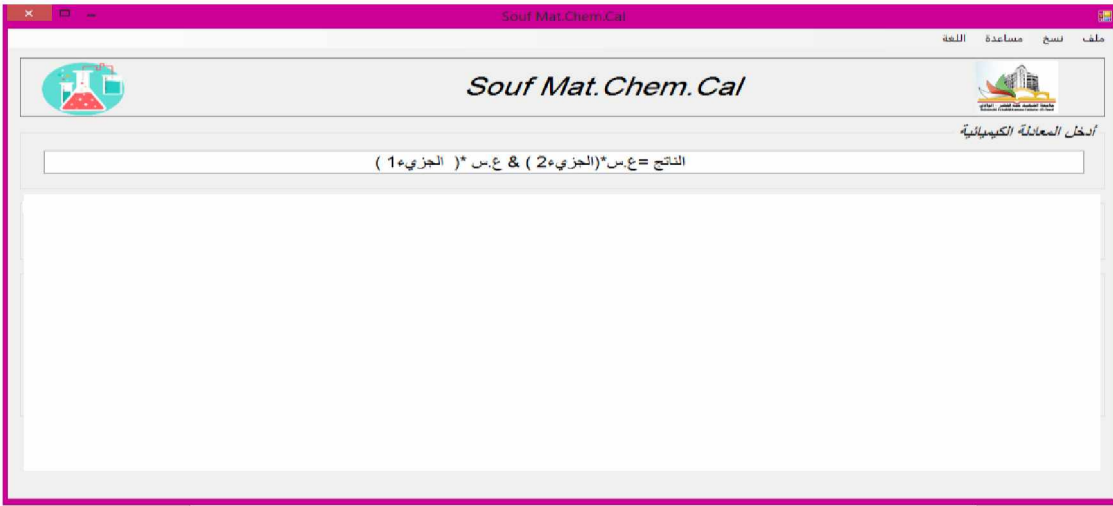 Souf Mat.Chem.Cal
ملف نسخ مساعدة اللغة
Souf Mat.Chem.Cal
أدخل المعادلة الكيميائية
الناتج =ع.س*(الجزيء2 ) & ع.س *( الجزيء1 )